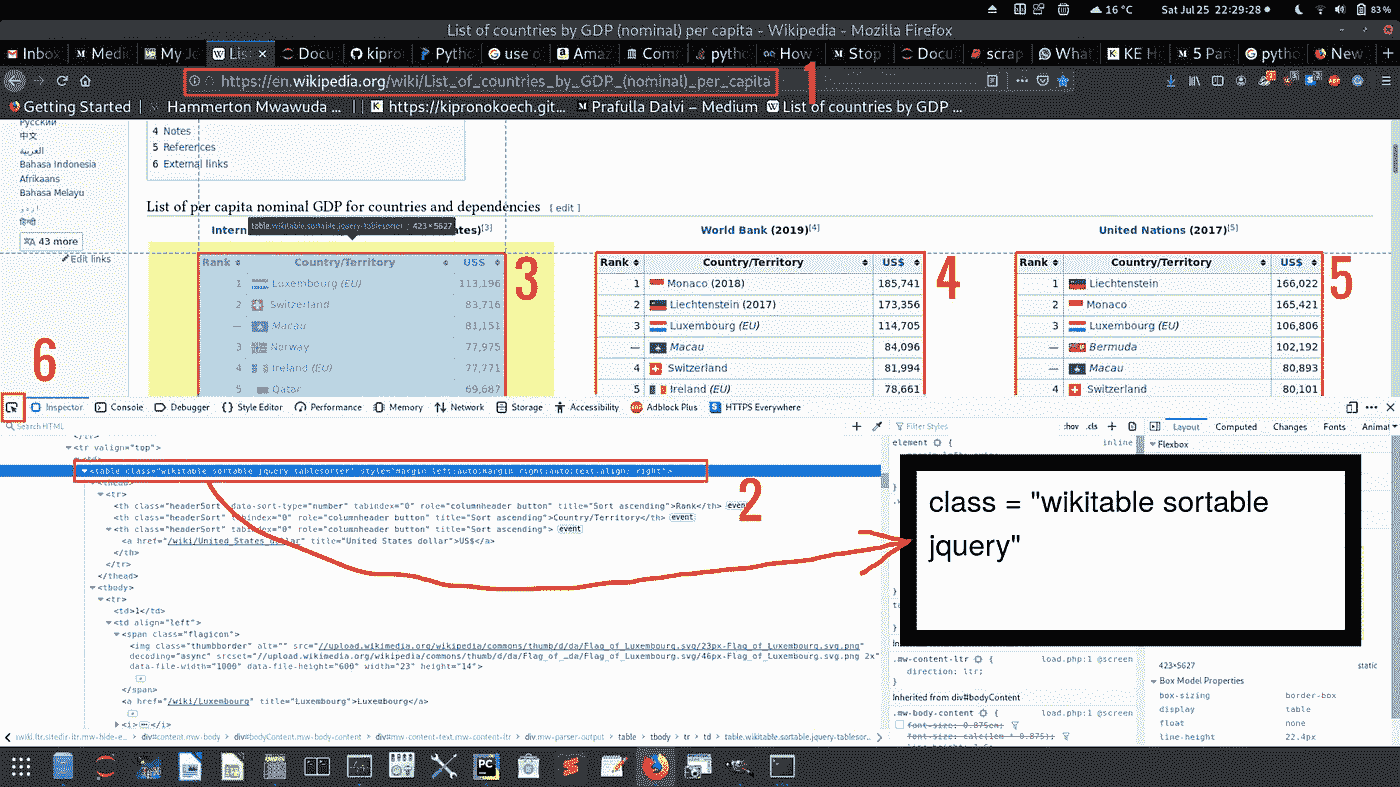 16 °C
Sat Jul 25 22:29:28
83 %
List of countries by GDP (nominal) per capita - Wikipedia - Mozilla Firefox
Inbo
Medi
My J
Lis
Docu
kipro
Pytho
use o
Ama
Com
pytho
How
Stop
Docu
scrap
What
KE H
5 Pan
pytho
New
https://en.wikipedia.org/wiki/List_of_countries_by_GDP_(nominal)_per_capita
1
Getting Started
Hammerton Mwawuda ...
https://kipronokoech.git...
Prafulla Dalvi – Medium
List of countries by GDP ...
Русский
中文
العربية
Bahasa Indonesia
Afrikaans
Bahasa Melayu
اردو
हिन्दी
43 more
Edit links
4 Notes
5 References
6 External links
List of per capita nominal GDP for countries and dependencies [ edit ]
table.wikitable.sortable.jquery-tablesorter | 423 × 5627
World Bank (2019)[4]
United Nations (2017)[5]
Rank Country/Territory US$
1 Luxembourg (EU) 113,196
2 Switzerland 83,716
— Macau 81,151
3 Norway 77,975
4 Ireland (EU) 77,771
5 Qatar 69,687
3
Rank Country/Territory US$
1 Monaco (2018) 185,741
2 Liechtenstein (2017) 173,356
3 Luxembourg (EU) 114,705
— Macau 84,096
4 Switzerland 81,994
5 Ireland (EU) 78,661
4
Rank Country/Territory US$
1 Liechtenstein 166,022
2 Monaco 165,421
3 Luxembourg (EU) 106,806
— Bermuda 102,192
— Macau 80,893
4 Switzerland 80,101
5
6
Inspector Console Debugger Style Editor Performance Memory Network Storage Accessibility Adblock Plus HTTPS Everywhere
Search HTML
Filter Styles
:hov .cls
Layout Computed Changes Fonts Animat
<tr valign="top">
<table class="wikitable sortable jquery-tablesorter" style="margin-left:auto;margin-right:auto;text-align: right">
<thead>
<tr>
<th class="headerSort" data-sort-type="number" tabindex="0" role="columnheader button" title="Sort ascending">Rank</th> event
<th class="headerSort" tabindex="0" role="columnheader button" title="Sort ascending">Country/Territory</th> event
<th class="headerSort" tabindex="0" role="columnheader button" title="Sort ascending"> event
<a href="/wiki/United_States_dollar" title="United States dollar">US$</a>
</th>
</tr>
</thead>
<tbody>
<tr>
<td>1</td>
<td align="left">
<span class="flagicon">
<img class="thumbborder" alt="" src="//upload.wikimedia.org/wikipedia/commons/thumb/d/da/Flag_of_Luxembourg.svg/23px-Flag_of_Luxembourg.svg.png"
decoding="async" srcset="//upload.wikimedia.org/wikipedia/commons/thumb/d/da/Flag_of_…da/Flag_of_Luxembourg.svg/46px-Flag_of_Luxembourg.svg.png 2x"
data-file-width="1000" data-file-height="600" width="23" height="14">
</span>
<a href="/wiki/Luxembourg" title="Luxembourg">Luxembourg</a>
<i></i>
2
element {
inline
Flexbox
class = "wikitable sortable
jquery"
.mw-content-ltr {
load.php:1 @screen
direction: ltr;
}
Inherited from div#bodyContent
.mw-body-content {
load.php:1 @screen
font-size: 0.875em;
font-size: calc(1em * 0.875);
423×5627
static
Box Model Properties
box-sizing border-box
display table
float none
line-height 22.4px
div#content.mw-body
div#bodyContent.mw-body-content
div#mw-content-text.mw-content-ltr
div.mw-parser-output
table
tbody
tr
td
table.wikitable.sortable.jquery-tablesor...
PC